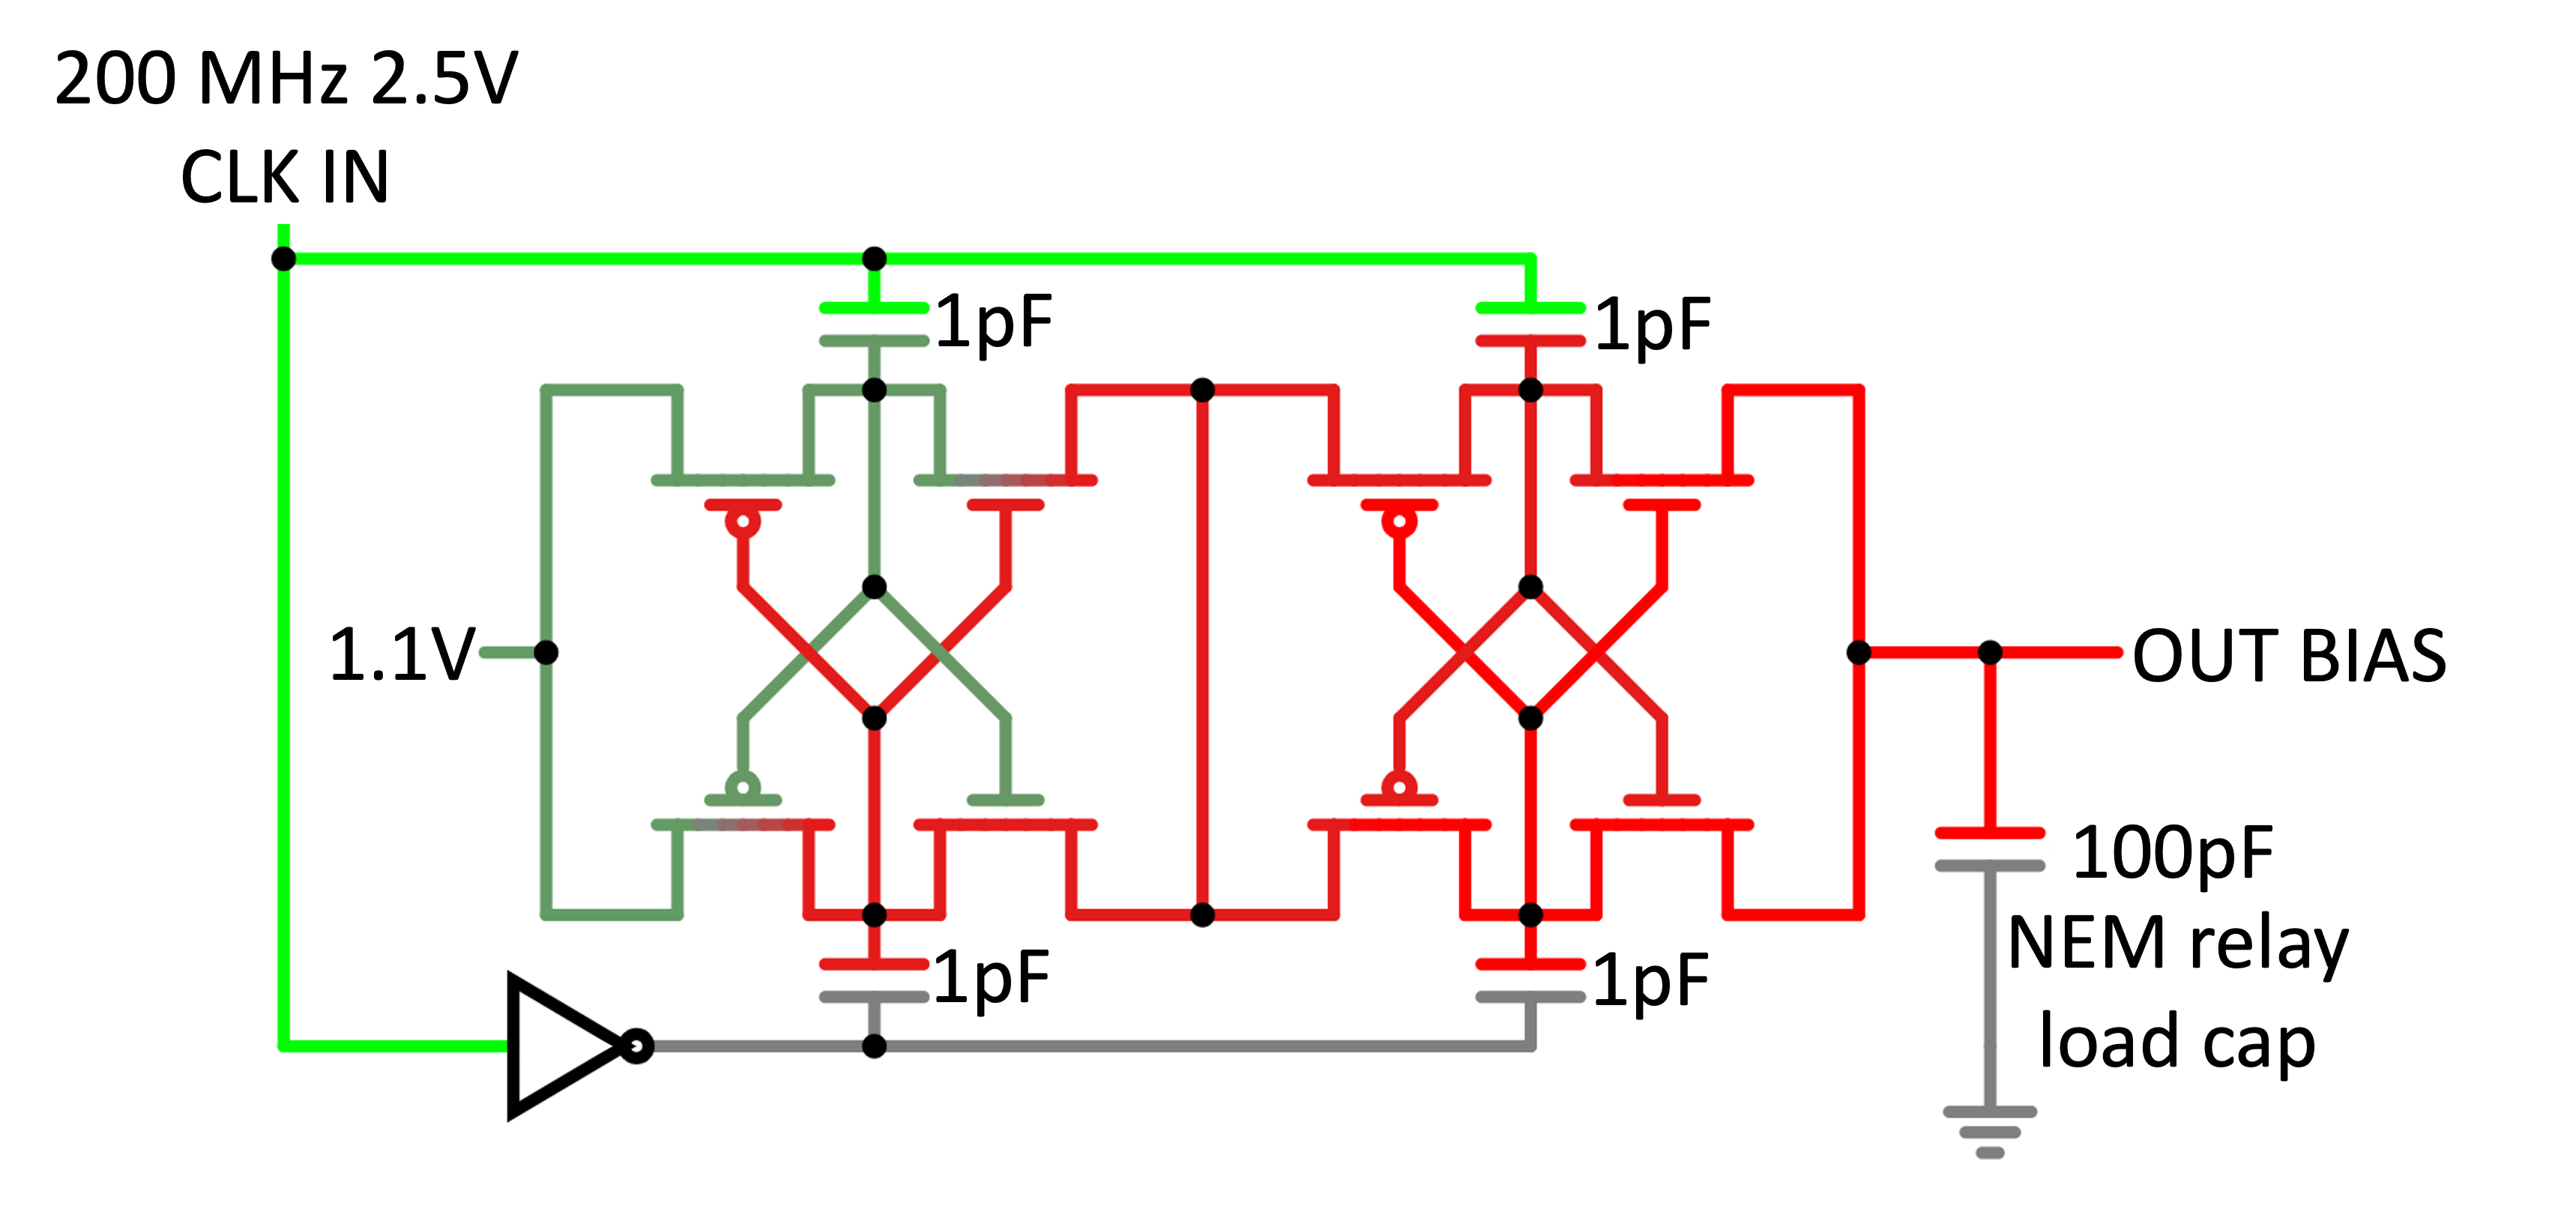 200 MHz 2.5V
CLK IN
1pF
1pF
1.1V
OUT BIAS
1pF
1pF
100pF
NEM relay
load cap